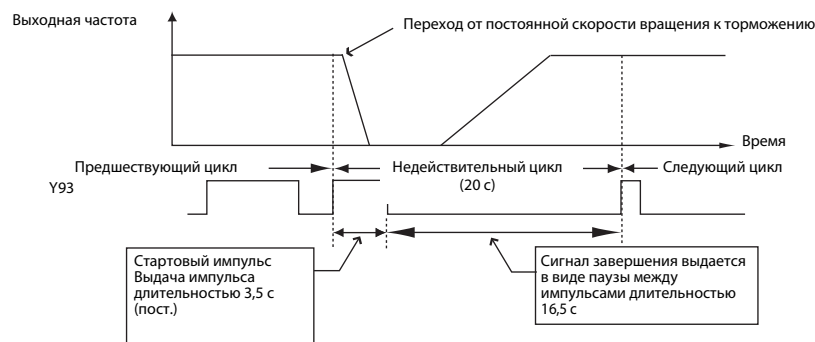 Выходная частота
Переход от постоянной скорости вращения к торможению
Время
Предшествующий цикл
Недействительный цикл
(20 с)
Следующий цикл
Y93
Стартовый импульс
Выдача импульса
длительностью 3,5 с
(пост.)
Сигнал завершения выдается
в виде паузы между
импульсами длительностью
16,5 с